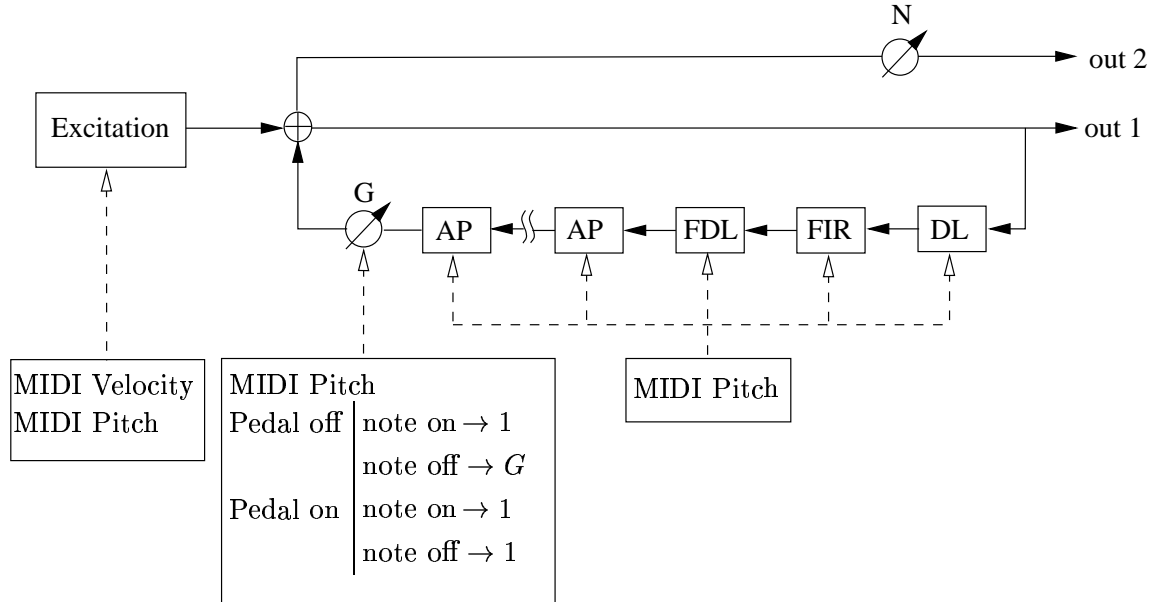 N
out 2
Excitation
out 1
G
AP
AP
FDL
FIR
DL
MIDI Velocity
MIDI Pitch
MIDI Pitch
Pedal off note on → 1
note off → G
Pedal on note on → 1
note off → 1
MIDI Pitch